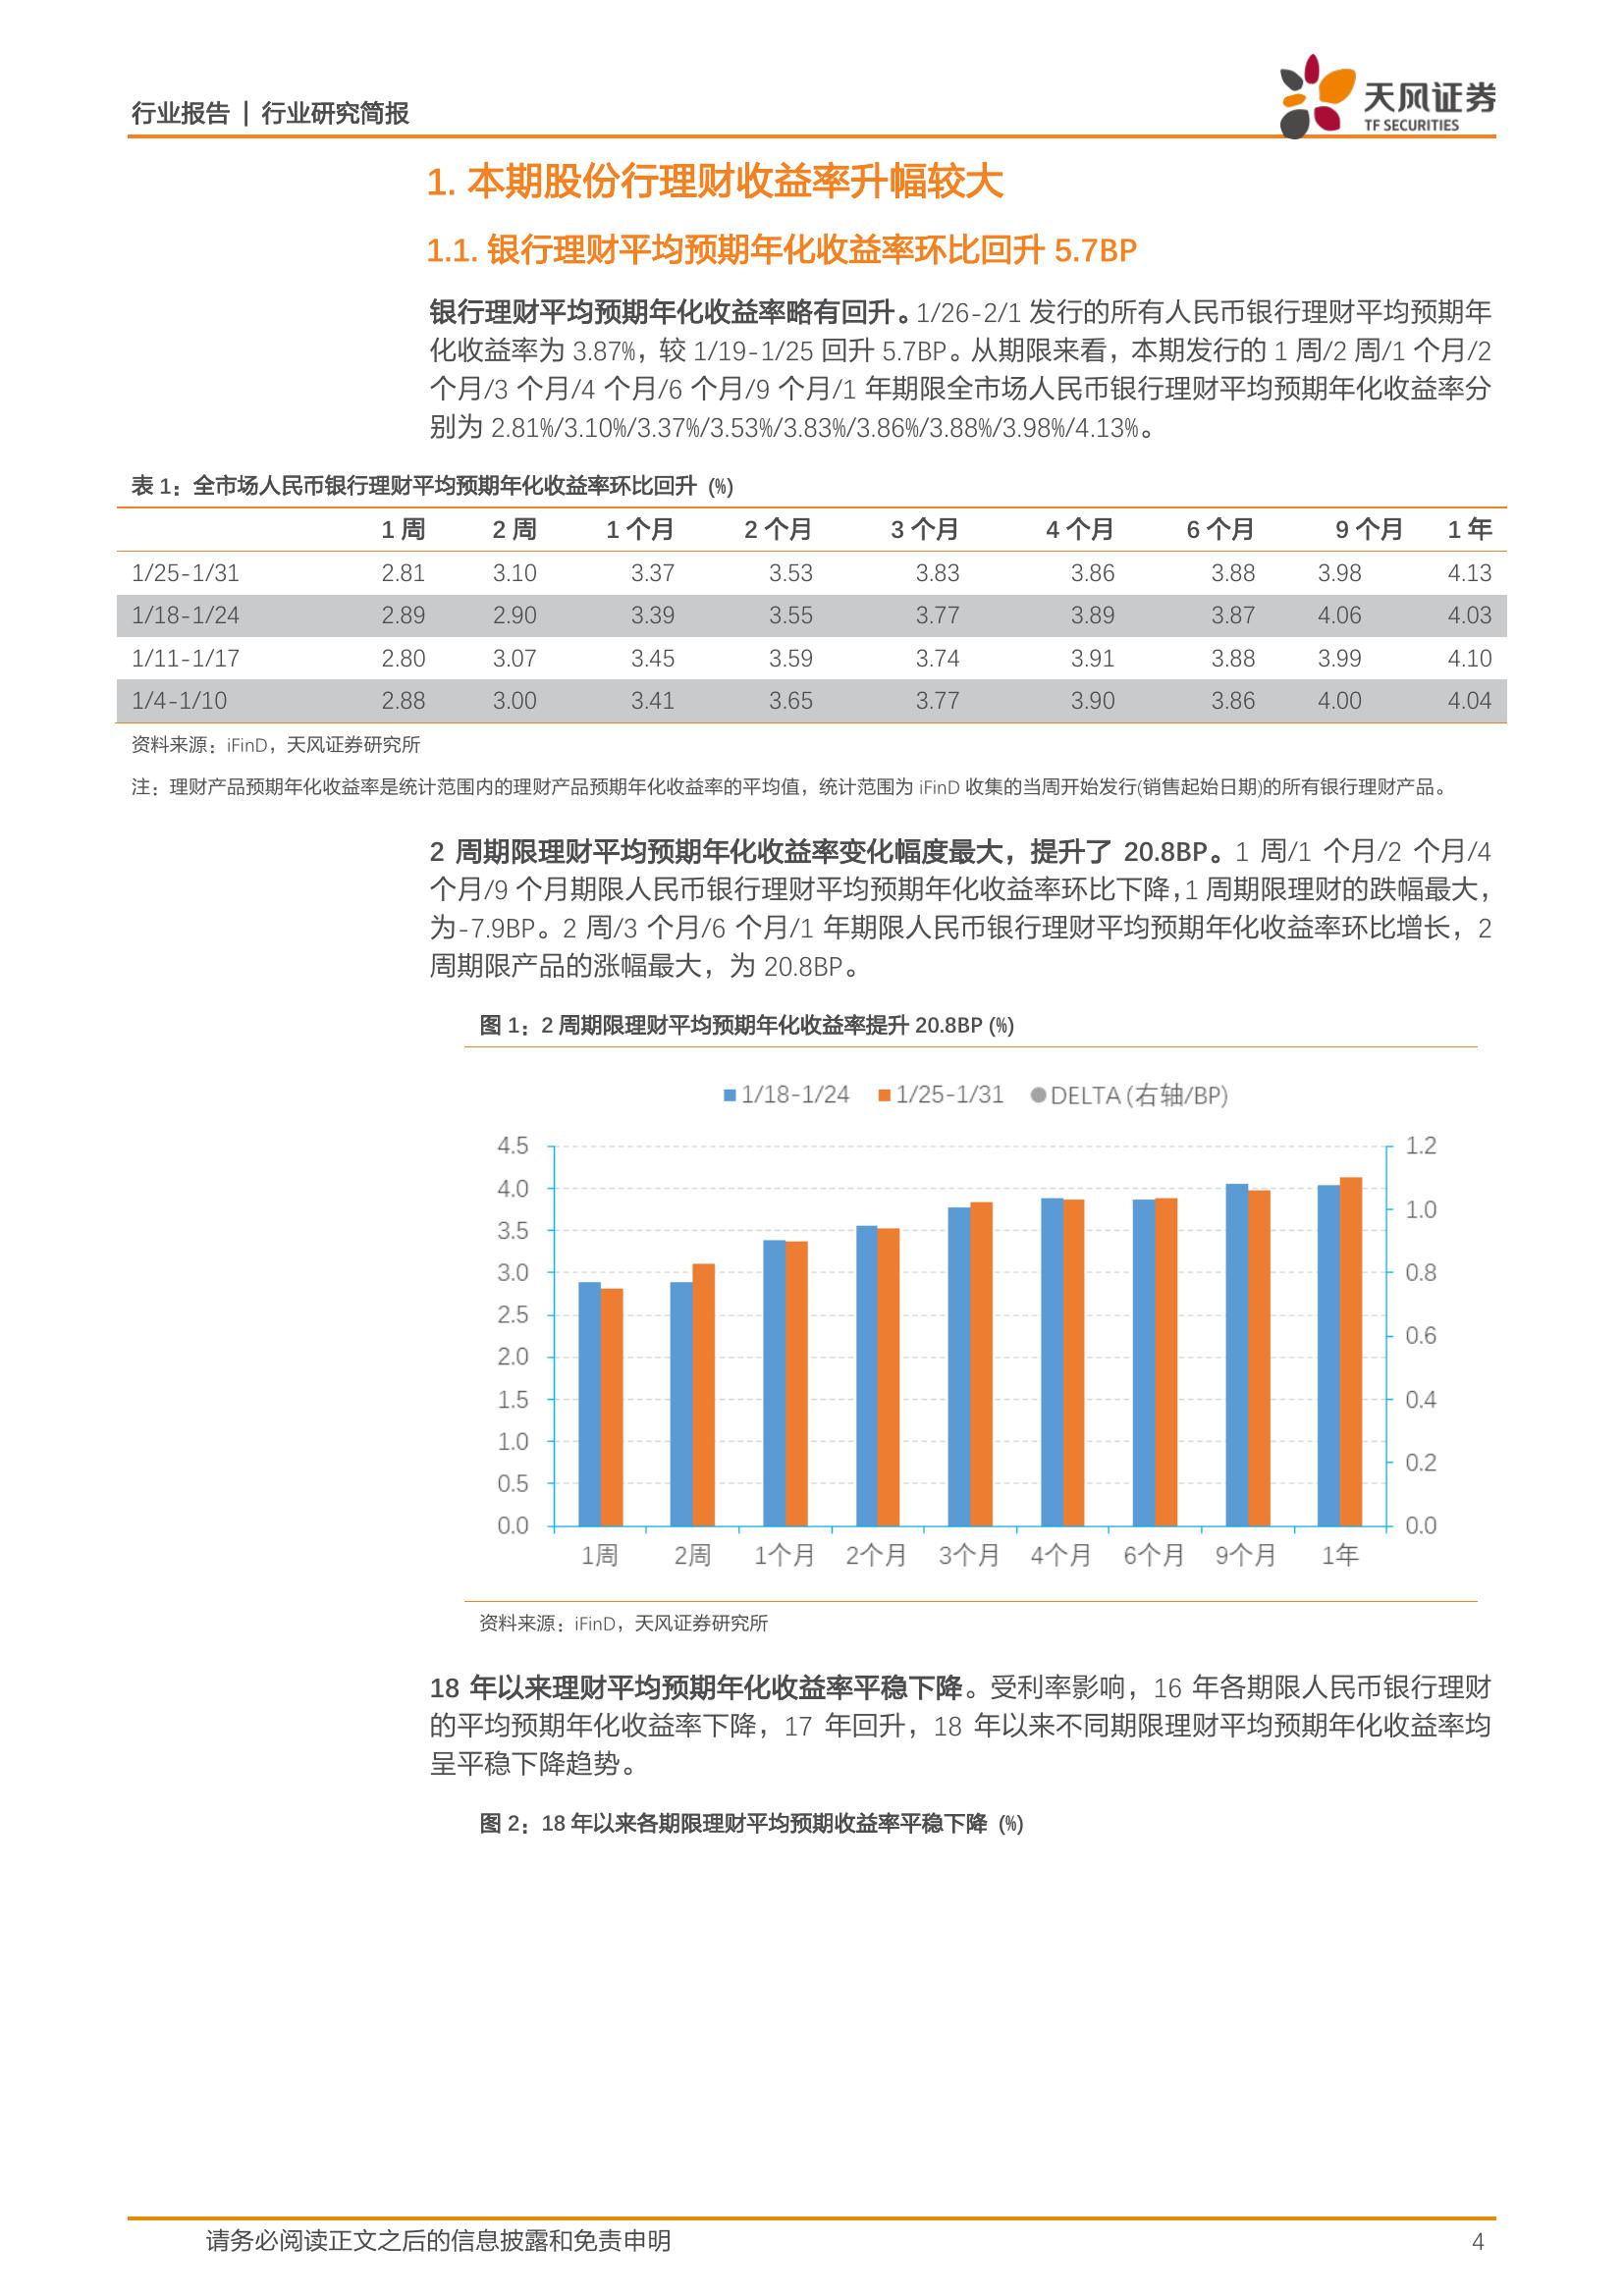 行业报告 | 行业研究简报
天风证券
TF SECURITIES
1. 本期股份行理财收益率升幅较大
1.1. 银行理财平均预期年化收益率环比回升 5.7BP
银行理财平均预期年化收益率略有回升。1/26-2/1 发行的所有人民币银行理财平均预期年
化收益率为 3.87%，较 1/19-1/25 回升 5.7BP。从期限来看，本期发行的 1 周/2 周/1 个月/2
个月/3 个月/4 个月/6 个月/9 个月/1 年期限全市场人民币银行理财平均预期年化收益率分
别为 2.81%/3.10%/3.37%/3.53%/3.83%/3.86%/3.88%/3.98%/4.13%。
表 1：全市场人民币银行理财平均预期年化收益率环比回升 (%)
1 周 2 周 1 个月 2 个月 3 个月 4 个月 6 个月 9 个月 1 年
1/25-1/31 2.81 3.10 3.37 3.53 3.83 3.86 3.88 3.98 4.13
1/18-1/24 2.89 2.90 3.39 3.55 3.77 3.89 3.87 4.06 4.03
1/11-1/17 2.80 3.07 3.45 3.59 3.74 3.91 3.88 3.99 4.10
1/4-1/10 2.88 3.00 3.41 3.65 3.77 3.90 3.86 4.00 4.04
资料来源：iFinD，天风证券研究所
注：理财产品预期年化收益率是统计范围内的理财产品预期年化收益率的平均值，统计范围为 iFinD 收集的当周开始发行(销售起始日期)的所有银行理财产品。
2 周期限理财平均预期年化收益率变化幅度最大，提升了 20.8BP。1 周/1 个月/2 个月/4
个月/9 个月期限人民币银行理财平均预期年化收益率环比下降，1 周期限理财的跌幅最大，
为-7.9BP。2 周/3 个月/6 个月/1 年期限人民币银行理财平均预期年化收益率环比增长，2
周期限产品的涨幅最大，为 20.8BP。
图 1：2 周期限理财平均预期年化收益率提升 20.8BP (%)
1/18-1/24 1/25-1/31 DELTA (右轴/BP)
4.5 1.2
4.0 1.0
3.5
3.0 0.8
2.5 0.6
2.0
1.5 0.4
1.0 0.2
0.5
0.0 0.0
1周 2周 1个月 2个月 3个月 4个月 6个月 9个月 1年
资料来源：iFinD，天风证券研究所
18 年以来理财平均预期年化收益率平稳下降。受利率影响，16 年各期限人民币银行理财
的平均预期年化收益率下降，17 年回升，18 年以来不同期限理财平均预期年化收益率均
呈平稳下降趋势。
图 2：18 年以来各期限理财平均预期收益率平稳下降 (%)
请务必阅读正文之后的信息披露和免责申明 4